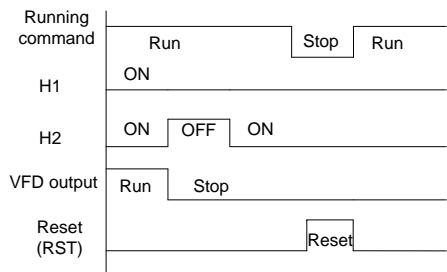 Running
command
Run Stop Run
H1
ON
H2
ON OFF ON
VFD output
Run Stop
Reset
(RST)
Reset